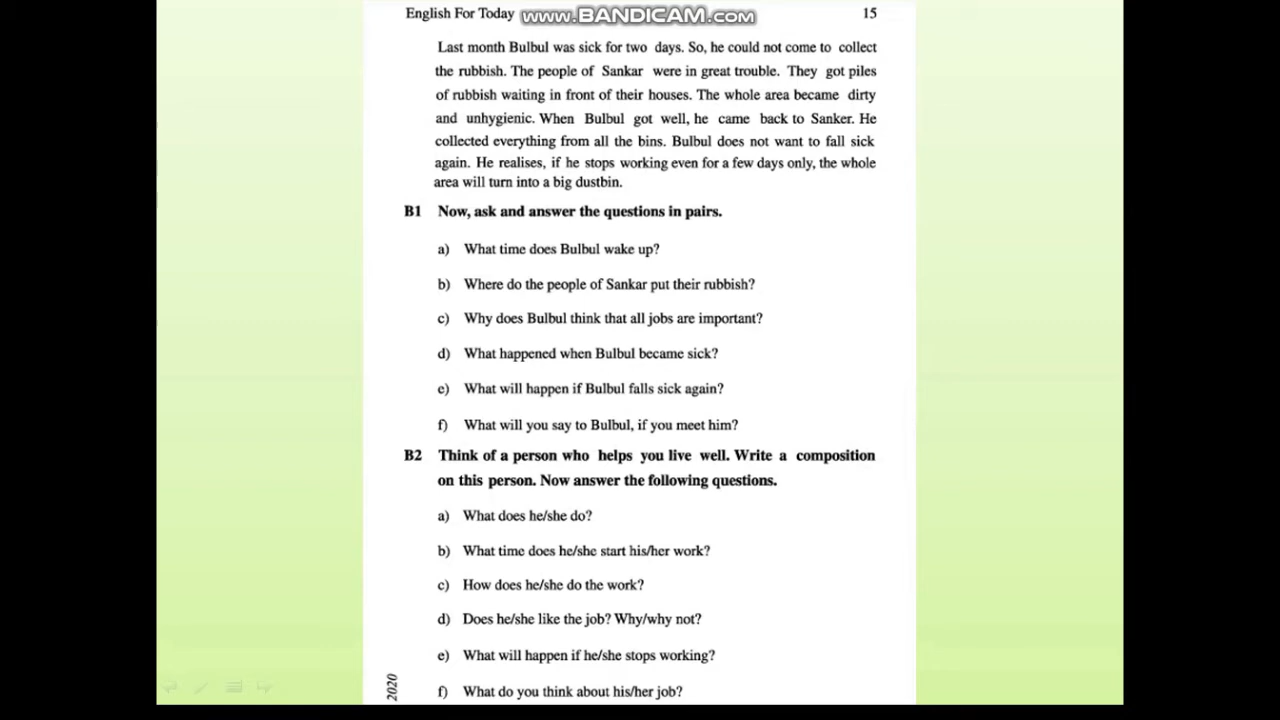 English For Today www.BANDICAM.com 15
Last month Bulbul was sick for two days. So, he could not come to collect
the rubbish. The people of Sankar were in great trouble. They got piles
of rubbish waiting in front of their houses. The whole area became dirty
and unhygienic. When Bulbul got well, he came back to Sanker. He
collected everything from all the bins. Bulbul does not want to fall sick
again. He realises, if he stops working even for a few days only, the whole
area will turn into a big dustbin.
B1 Now, ask and answer the questions in pairs.
a) What time does Bulbul wake up?
b) Where do the people of Sankar put their rubbish?
c) Why does Bulbul think that all jobs are important?
d) What happened when Bulbul became sick?
e) What will happen if Bulbul falls sick again?
f) What will you say to Bulbul, if you meet him?
B2 Think of a person who helps you live well. Write a composition
on this person. Now answer the following questions.
a) What does he/she do?
b) What time does he/she start his/her work?
c) How does he/she do the work?
d) Does he/she like the job? Why/why not?
e) What will happen if he/she stops working?
f) What do you think about his/her job?
2020